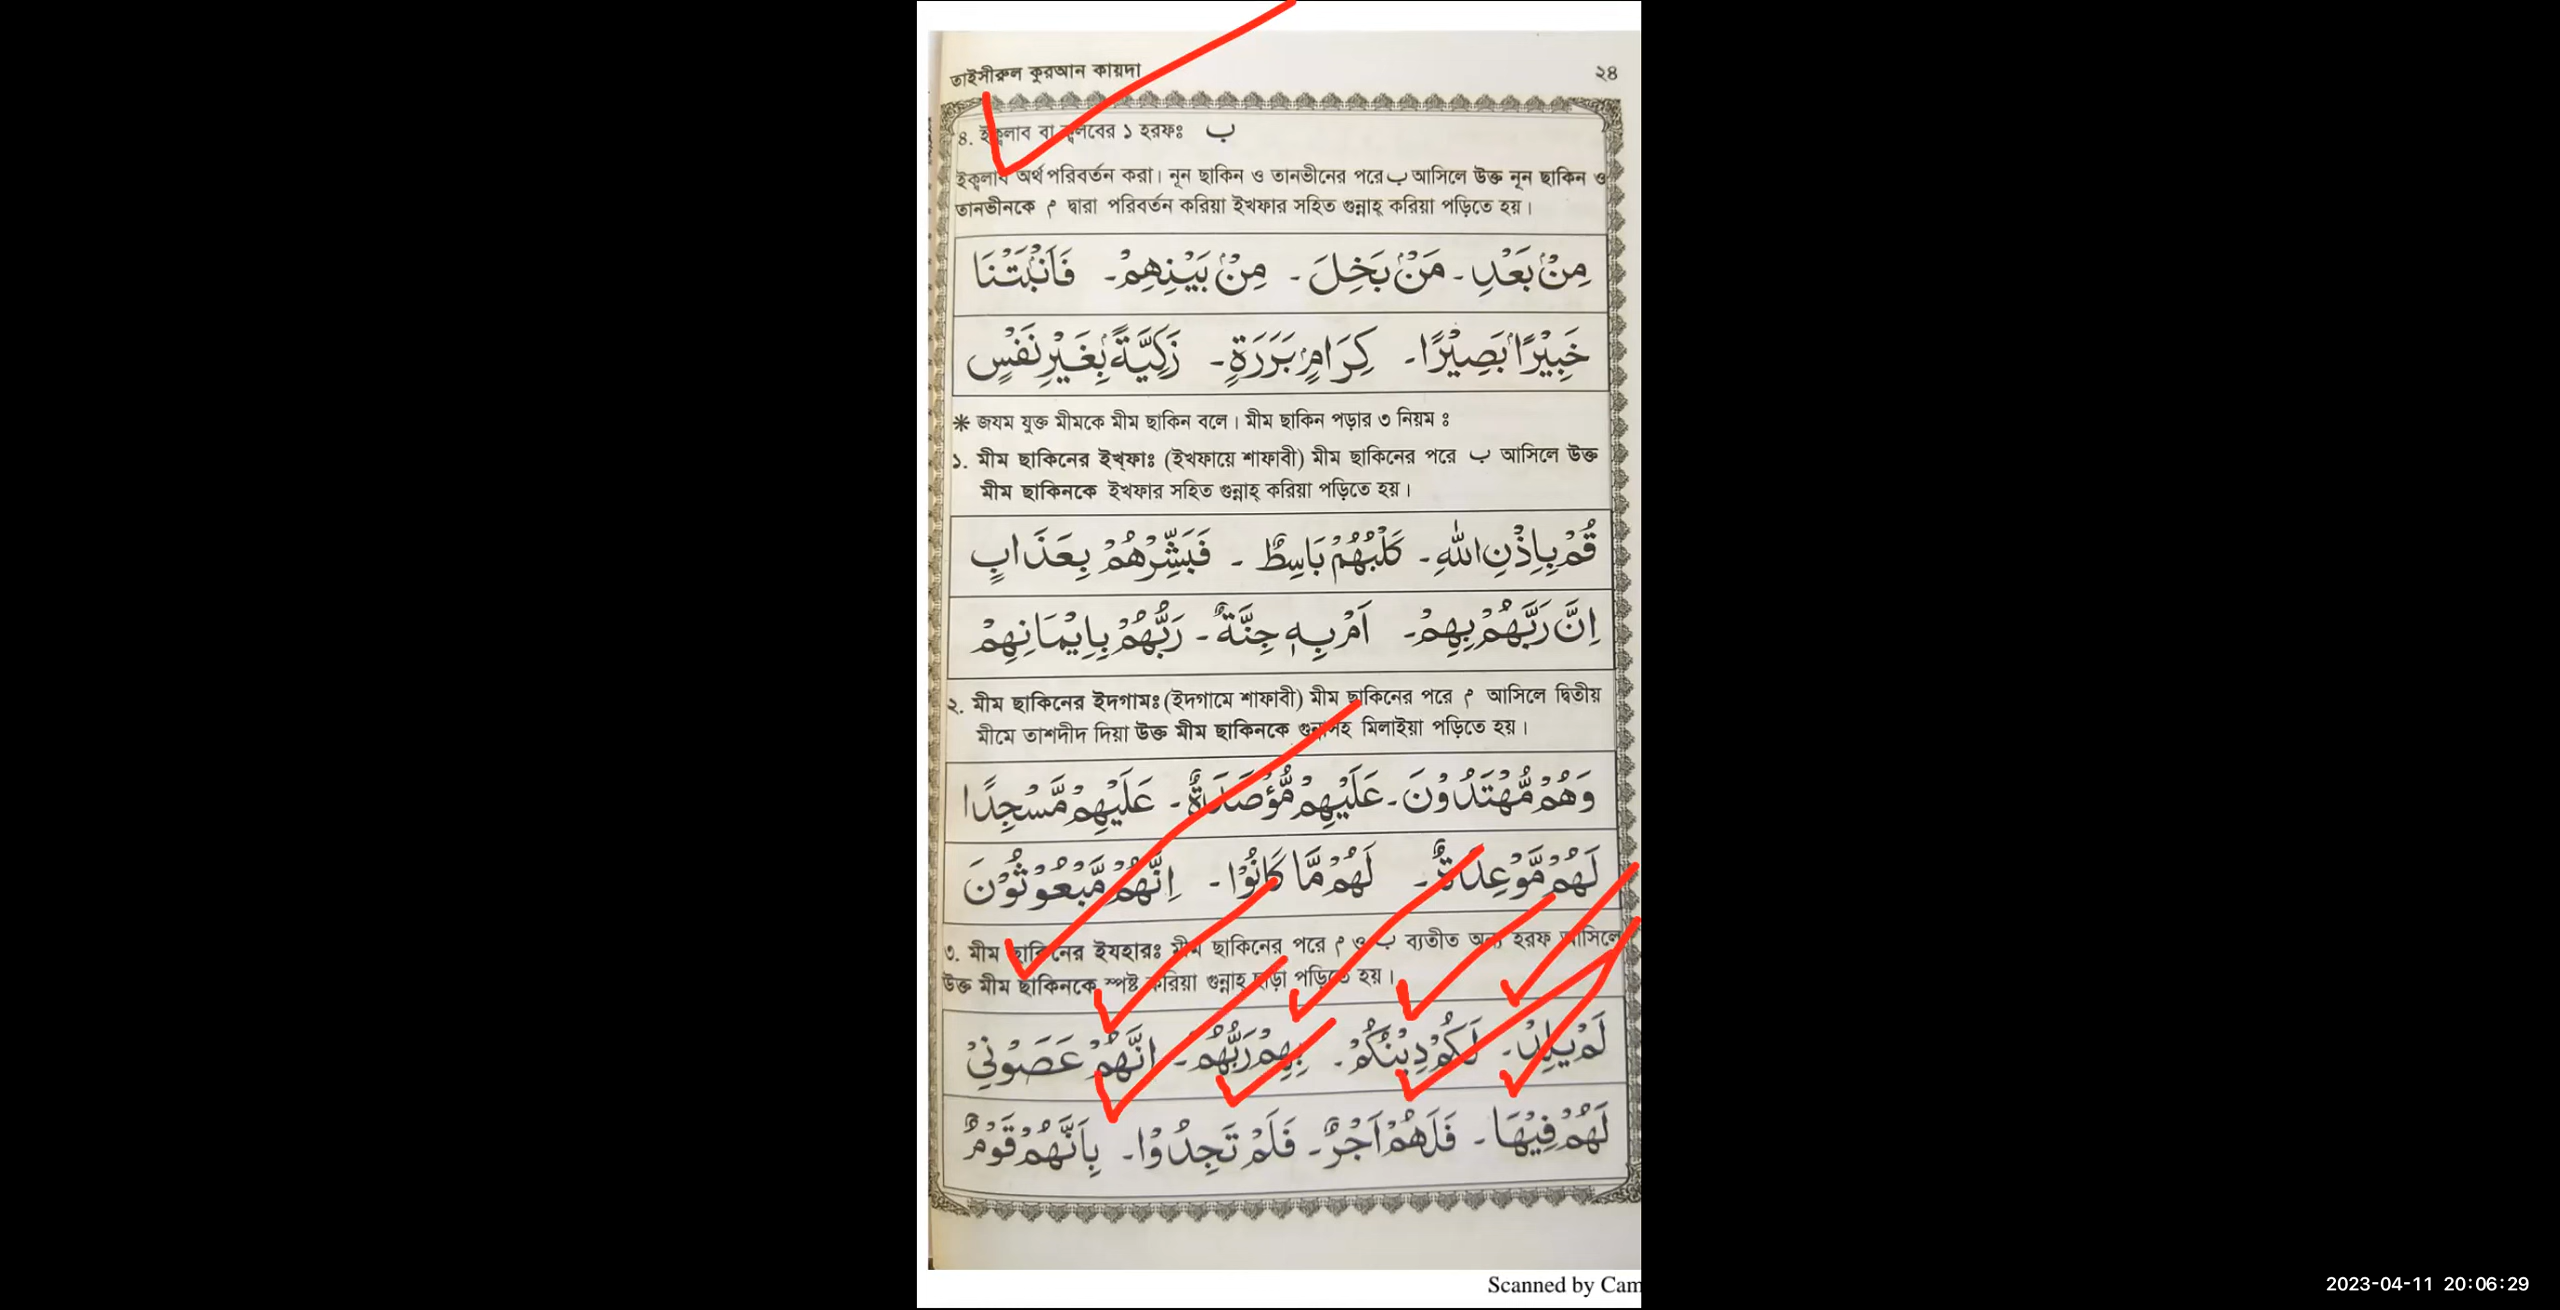 তাইসীরুল কুরআন কায়দা
২৪
৪. ইক্বলাব বা ক্বলবের ১ হরফঃ ب
ইক্বলাব অর্থ পরিবর্তন করা। নূন ছাকিন ও তানভীনের পরে ب আসিলে উক্ত নূন ছাকিন ও
তানভীনকে م দ্বারা পরিবর্তন করিয়া ইখফার সহিত গুন্নাহ্ করিয়া পড়িতে হয়।
مِنْۢ بَعْدِ ـ مَنْۢ بَخِلَ ـ مِنْۢ بَيْنِهِمْ ـ فَاَنْۢبَتْنَا
خَبِيْرًۢا بَصِيْرًا ـ كِرَامٍۢ بَرَرَةٍ ـ زَكِيَّةًۢ بِغَيْرِ نَفْسٍ
* জযম যুক্ত মীমকে মীম ছাকিন বলে। মীম ছাকিন পড়ার ৩ নিয়ম ঃ
১. মীম ছাকিনের ইখ্ফাঃ (ইখফায়ে শাফাবী) মীম ছাকিনের পরে ب আসিলে উক্ত
মীম ছাকিনকে ইখফার সহিত গুন্নাহ্ করিয়া পড়িতে হয়।
قُمْ بِاِذْنِ اللّٰهِ ـ كَلْبُهُمْ بَاسِطٌ ـ فَبَشِّرْهُمْ بِعَذَابٍ
اِنَّ رَبَّهُمْ بِهِمْ ـ اَمْ بِهٖ جِنَّةٌ ـ رَبُّهُمْ بِاِيْمَانِهِمْ
২. মীম ছাকিনের ইদগামঃ (ইদগামে শাফাবী) মীম ছাকিনের পরে م আসিলে দ্বিতীয়
মীমে তাশদীদ দিয়া উক্ত মীম ছাকিনকে গুন্নাসহ মিলাইয়া পড়িতে হয়।
وَهُمْ مُّهْتَدُوْنَ ـ عَلَيْهِمْ مُّؤْصَدَةٌ ـ عَلَيْهِمْ مَّسْجِدًا
لَهُمْ مَّوْعِدَةٌ ـ لَهُمْ مَّا كَانُوْا ـ اِنَّهُمْ مَّبْعُوْثُوْنَ
৩. মীম ছাকিনের ইযহারঃ মীম ছাকিনের পরে م ও ب ব্যতীত অন্য হরফ আসিলে
উক্ত মীম ছাকিনকে স্পষ্ট করিয়া গুন্নাহ্ ছাড়া পড়িতে হয়।
لَمْ يَلِدْ ـ لَكُمْ دِيْنُكُمْ ـ بِهِمْ رَبُّهُمْ ـ اِنَّهُمْ عَصَوْنِيْ
لَهُمْ فِيْهَا ـ فَلَهُمْ اَجْرٌ ـ فَلَمْ تَجِدُوْا ـ بِاَنَّهُمْ قَوْمٌ
Scanned by Cam
2023-04-11 20:06:29